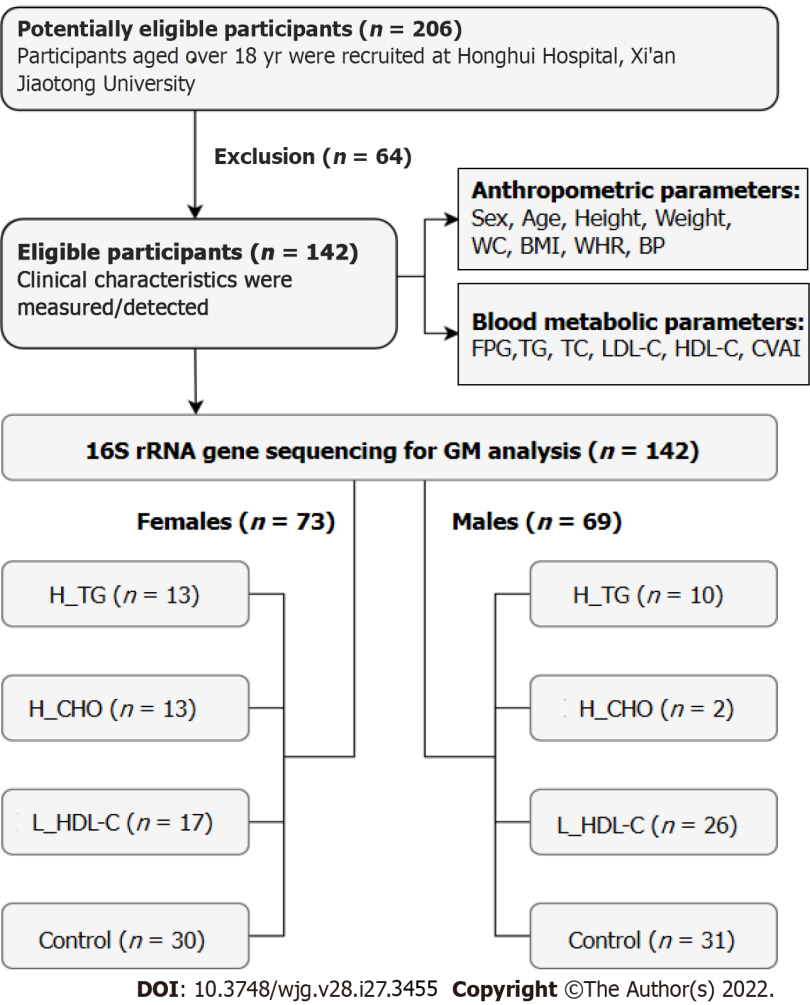 Potentially eligible participants (n = 206)
Participants aged over 18 yr were recruited at Honghui Hospital, Xi'an
Jiaotong University
Exclusion (n = 64)
Eligible participants (n = 142)
Clinical characteristics were
measured/detected
Anthropometric parameters:
Sex, Age, Height, Weight,
WC, BMI, WHR, BP
Blood metabolic parameters:
FPG,TG, TC, LDL-C, HDL-C, CVAI
16S rRNA gene sequencing for GM analysis (n = 142)
Females (n = 73)
Males (n = 69)
H_TG (n = 13)
H_CHO (n = 13)
L_HDL-C (n = 17)
Control (n = 30)
H_TG (n = 10)
H_CHO (n = 2)
L_HDL-C (n = 26)
Control (n = 31)
DOI: 10.3748/wjg.v28.i27.3455 Copyright ©The Author(s) 2022.